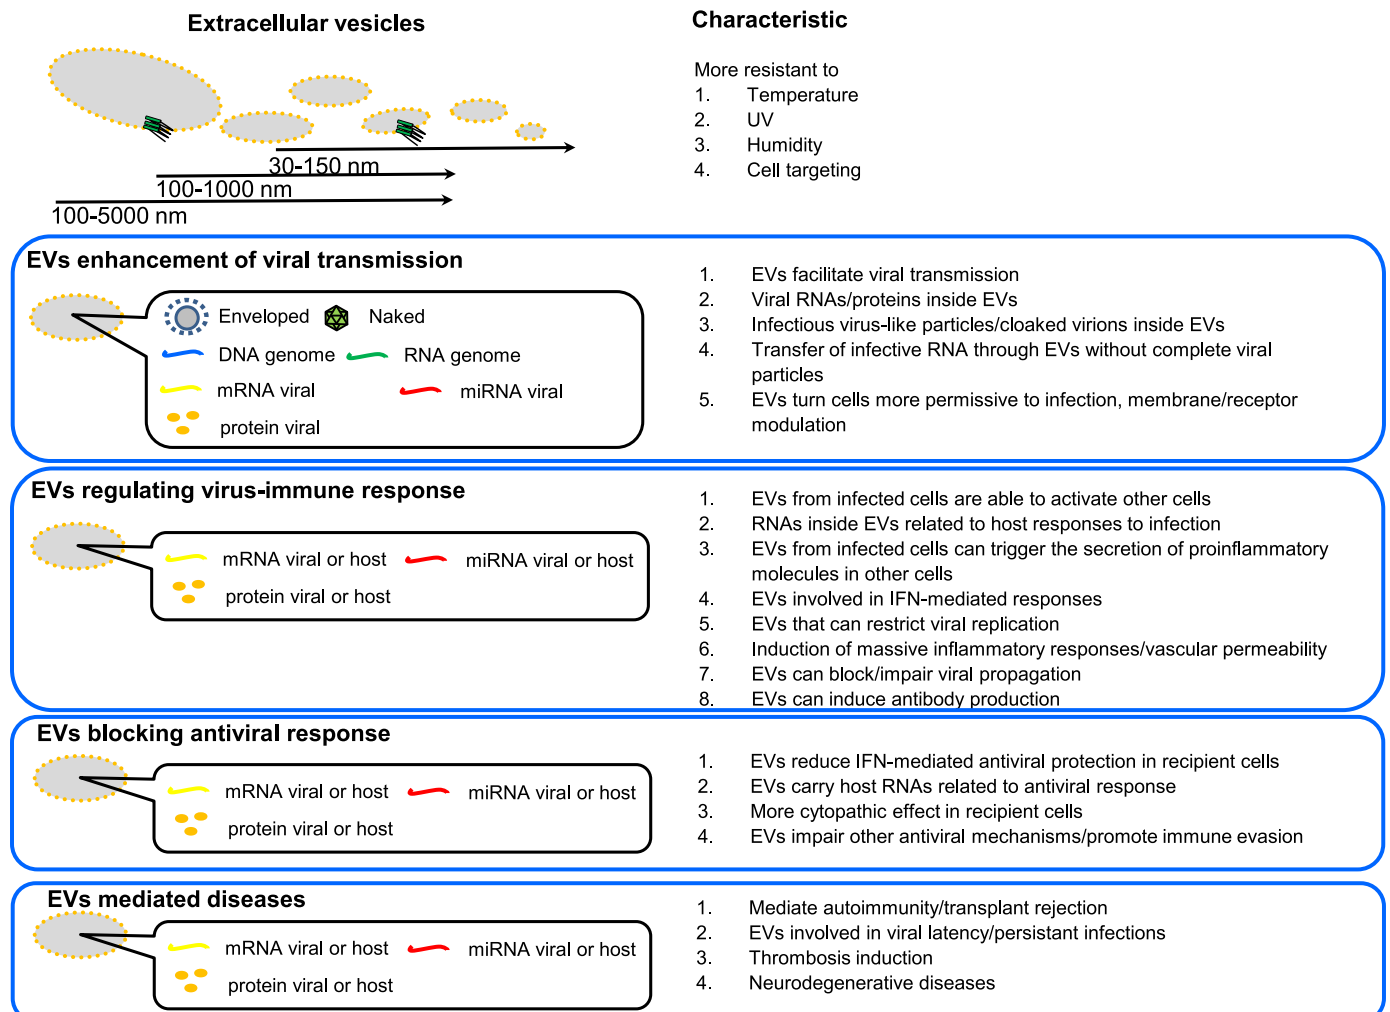 Extracellular vesicles
30-150 nm
100-1000 nm
100-5000 nm
Characteristic
More resistant to
1. Temperature
2. UV
3. Humidity
4. Cell targeting
EVs enhancement of viral transmission
Enveloped Naked
DNA genome RNA genome
mRNA viral miRNA viral
protein viral
1. EVs facilitate viral transmission
2. Viral RNAs/proteins inside EVs
3. Infectious virus-like particles/cloaked virions inside EVs
4. Transfer of infective RNA through EVs without complete viral
particles
5. EVs turn cells more permissive to infection, membrane/receptor
modulation
EVs regulating virus-immune response
mRNA viral or host miRNA viral or host
protein viral or host
1. EVs from infected cells are able to activate other cells
2. RNAs inside EVs related to host responses to infection
3. EVs from infected cells can trigger the secretion of proinflammatory
molecules in other cells
4. EVs involved in IFN-mediated responses
5. EVs that can restrict viral replication
6. Induction of massive inflammatory responses/vascular permeability
7. EVs can block/impair viral propagation
8. EVs can induce antibody production
EVs blocking antiviral response
mRNA viral or host miRNA viral or host
protein viral or host
1. EVs reduce IFN-mediated antiviral protection in recipient cells
2. EVs carry host RNAs related to antiviral response
3. More cytopathic effect in recipient cells
4. EVs impair other antiviral mechanisms/promote immune evasion
EVs mediated diseases
mRNA viral or host miRNA viral or host
protein viral or host
1. Mediate autoimmunity/transplant rejection
2. EVs involved in viral latency/persistant infections
3. Thrombosis induction
4. Neurodegenerative diseases